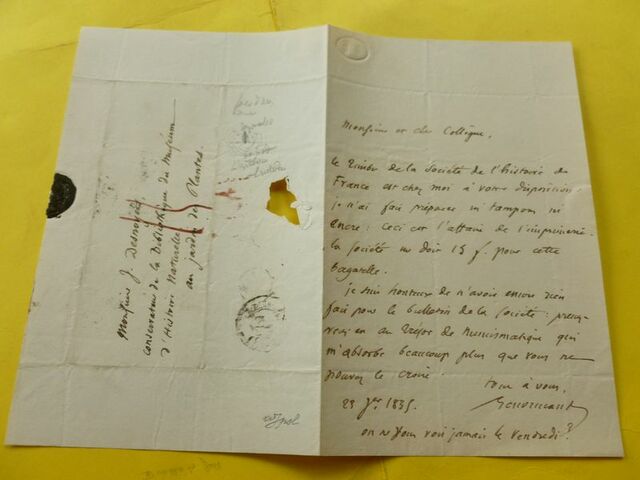 Monsieur J. Desnoyers
conservateur de la Bibliothèque du Muséum
d'Histoire Naturelle
au jardin des Plantes.
Monsieur et cher Collègue,
le Timbre de la Société de l'histoire de
France est chez moi à votre disposition.
je n'ai fait préparer ni tampon ni
encre : ceci est l'affaire de l'imprimerie.
la Société me doit 15 f. pour cette
bagatelle.
je suis honteux de n'avoir encore rien
fait pour le bulletin de la Société : prenez
vous en au Trésor de Numismatique qui
m'absorbe beaucoup plus que vous ne
pouvez le croire.
tout à vous,
Lenormant
23 1835.
on ne vous voit jamais le vendredi ?